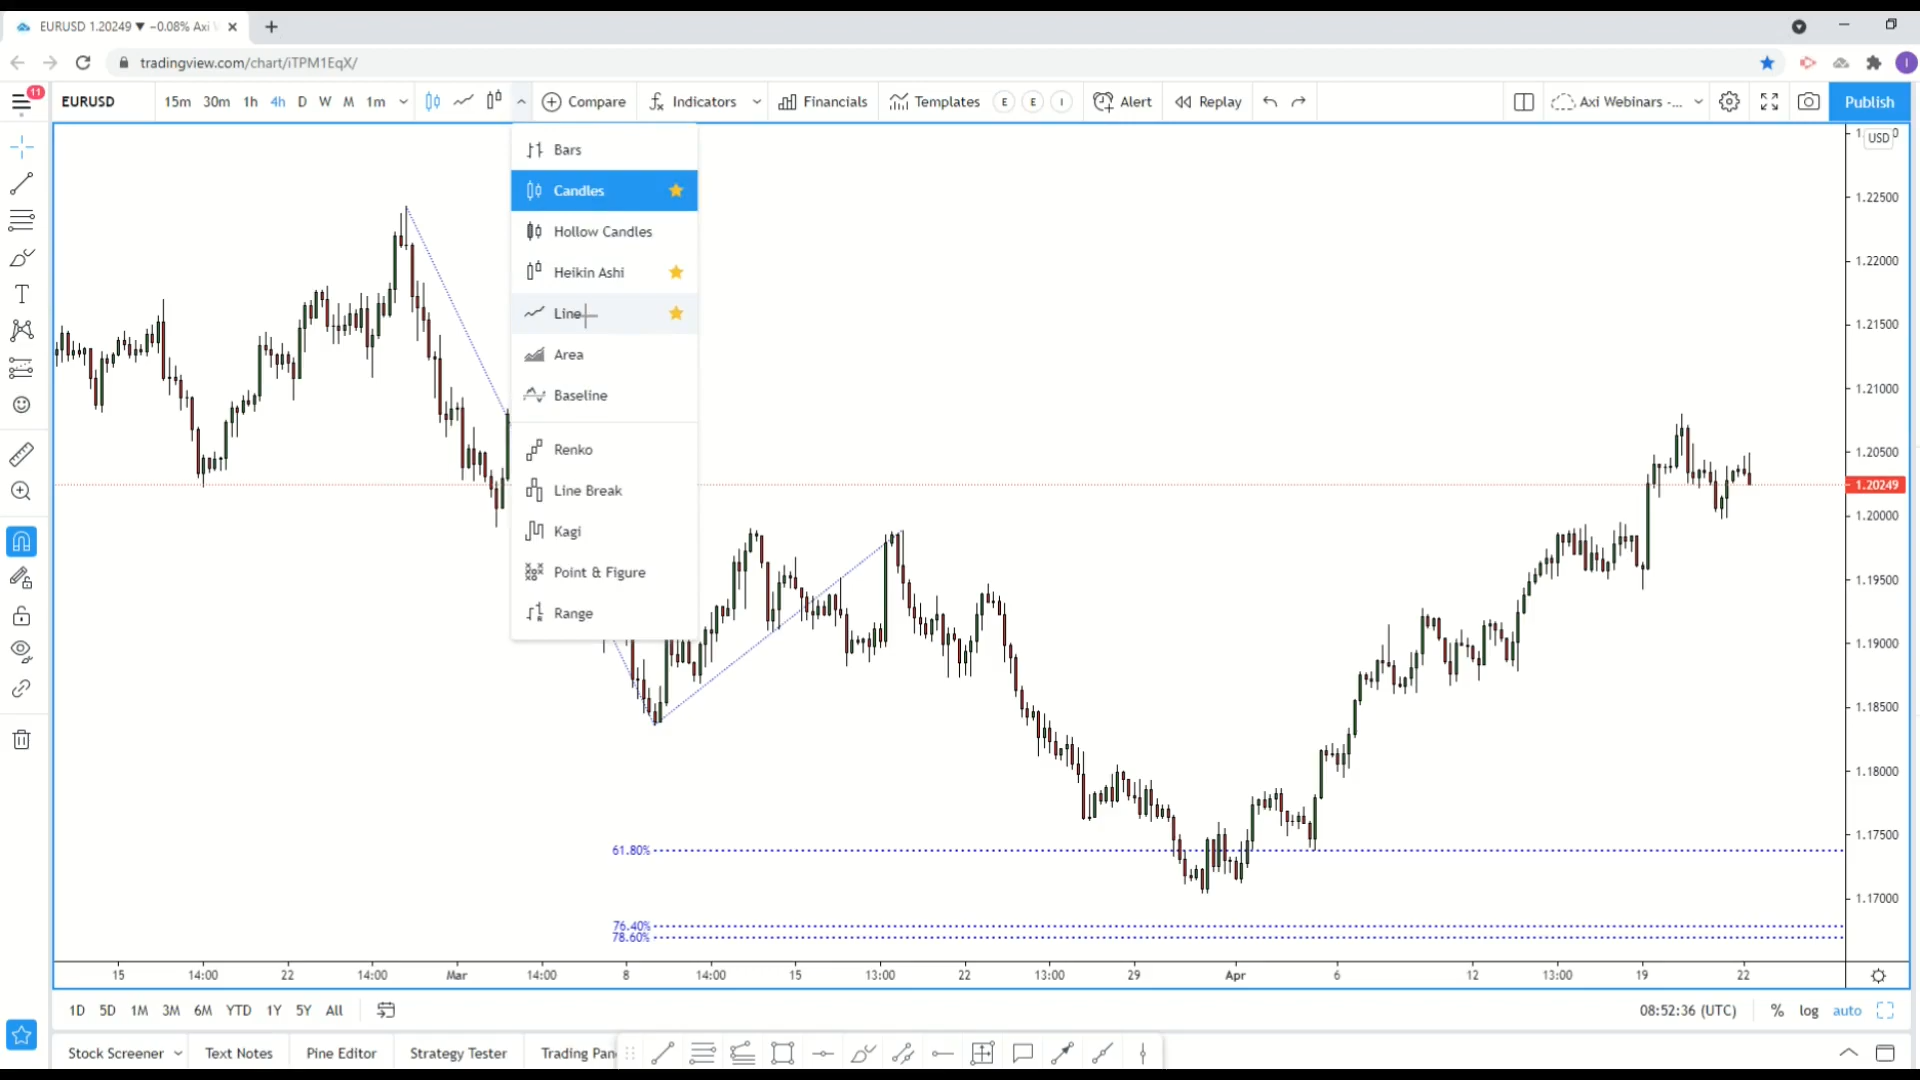 EURUSD 1.20249 ▼ −0.08% Axi
tradingview.com/chart/iTPM1EqX/
11
EURUSD 15m 30m 1h 4h D W M 1m Compare Indicators Financials Templates E E I Alert Replay Axi Webinars -... Publish
I
USD
Bars
Candles
Hollow Candles
Heikin Ashi
Line
Area
Baseline
Renko
Line Break
Kagi
Point & Figure
Range
1.22500
1.22000
1.21500
1.21000
1.20500
1.20249
1.20000
1.19500
1.19000
1.18500
1.18000
1.17500
1.17000
61.80%
76.40%
78.60%
15 14:00 22 14:00 Mar 14:00 8 14:00 15 13:00 22 13:00 29 Apr 6 12 13:00 19 22
1D 5D 1M 3M 6M YTD 1Y 5Y All 08:52:36 (UTC) % log auto
Stock Screener Text Notes Pine Editor Strategy Tester Trading Pan